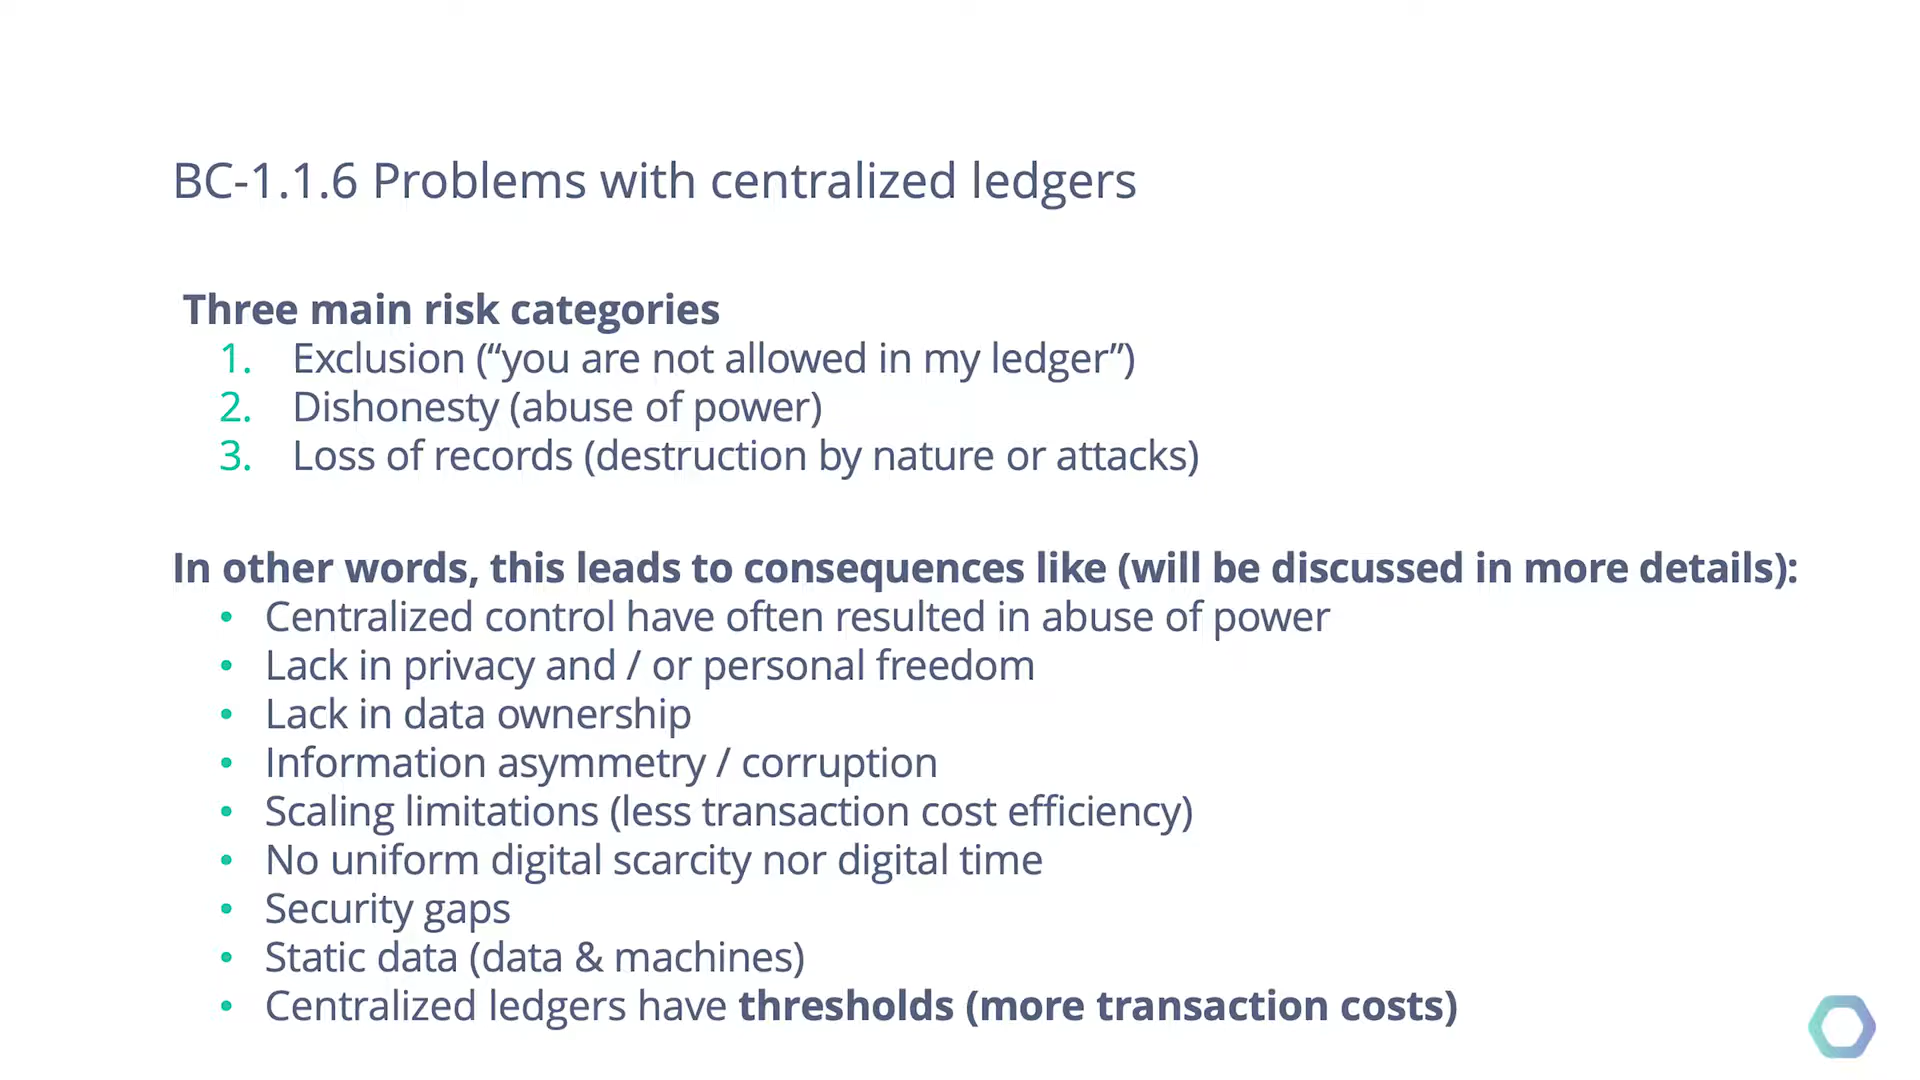 BC-1.1.6 Problems with centralized ledgers
Three main risk categories
1. Exclusion (“you are not allowed in my ledger”)
2. Dishonesty (abuse of power)
3. Loss of records (destruction by nature or attacks)
In other words, this leads to consequences like (will be discussed in more details):
• Centralized control have often resulted in abuse of power
• Lack in privacy and / or personal freedom
• Lack in data ownership
• Information asymmetry / corruption
• Scaling limitations (less transaction cost efficiency)
• No uniform digital scarcity nor digital time
• Security gaps
• Static data (data & machines)
• Centralized ledgers have thresholds (more transaction costs)